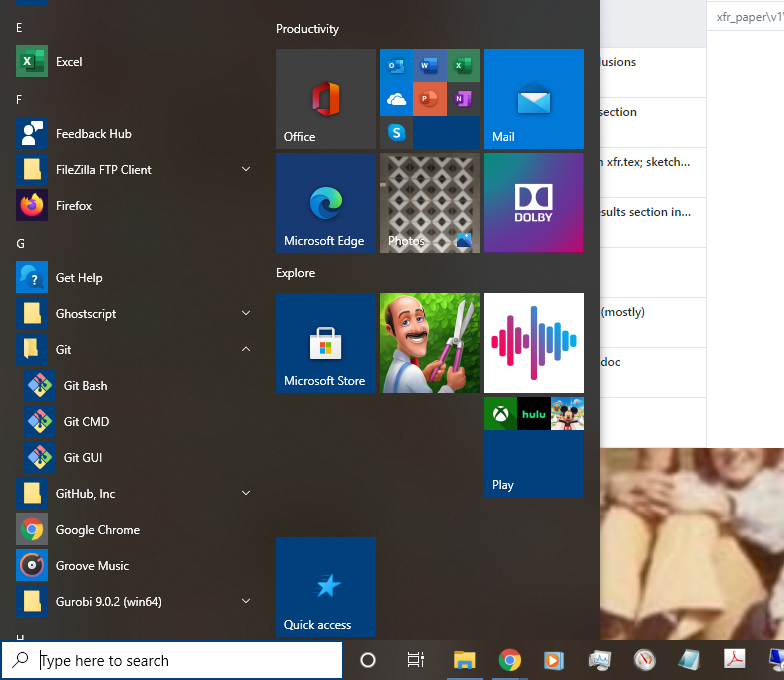 E
Excel
F
Feedback Hub
FileZilla FTP Client
Firefox
G
Get Help
Ghostscript
Git
Git Bash
Git CMD
Git GUI
GitHub, Inc
Google Chrome
Groove Music
Gurobi 9.0.2 (win64)
H
Type here to search
Productivity
Office
Mail
Microsoft Edge
Photos
DOLBY
Explore
Microsoft Store
hulu
Play
Quick access
xfr_paper\v1\
lusions
section
xfr.tex; sketch...
sults section in...
(mostly)
doc